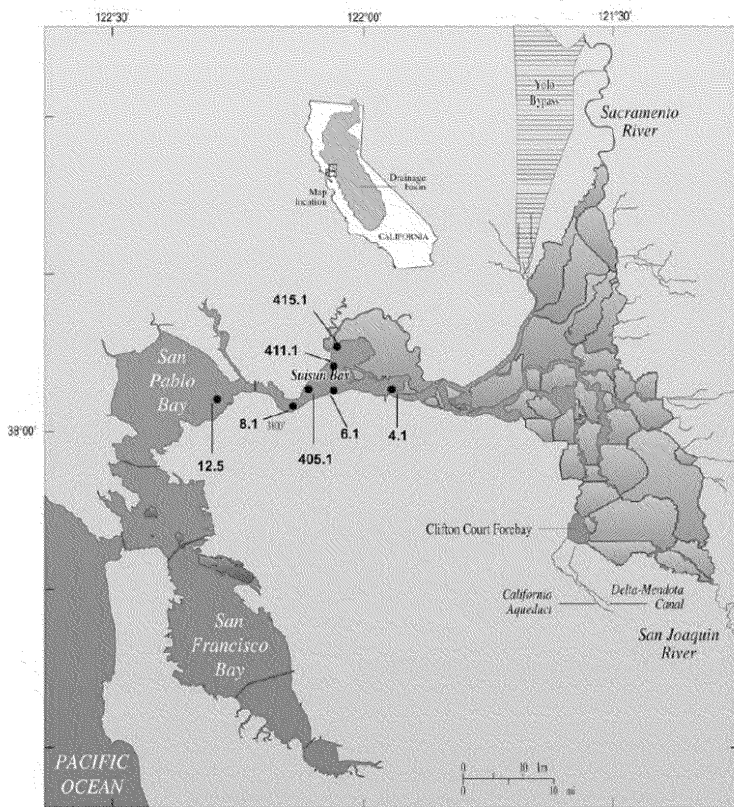 122°30'
122°00'
121°30'
Yolo
Bypass
Sacramento
River
Drainage
basin
Map
location
CALIFORNIA
415.1
411.1
San
Pablo
Bay
Suisun Bay
38°00'
8.1
38°00'
6.1
4.1
12.5
405.1
Clifton Court Forebay
California
Aqueduct
Delta-Mendota
Canal
San Joaquin
River
San
Francisco
Bay
PACIFIC
OCEAN
0 10 km
0 10 mi